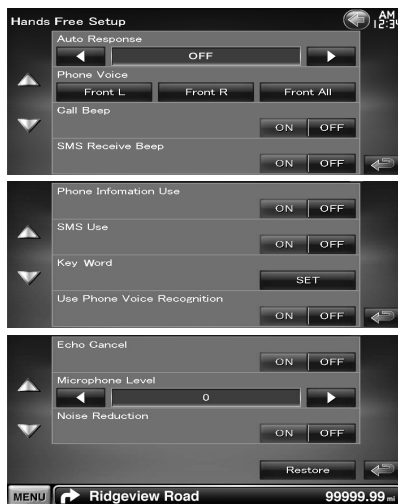 Hands Free Setup
AM
12:34
Auto Response
OFF
Phone Voice
Front L Front R Front All
Call Beep
ON OFF
SMS Receive Beep
ON OFF
Phone Infomation Use
ON OFF
SMS Use
ON OFF
Key Word
SET
Use Phone Voice Recognition
ON OFF
Echo Cancel
ON OFF
Microphone Level
0
Noise Reduction
ON OFF
Restore
MENU Ridgeview Road 99999.99 mi